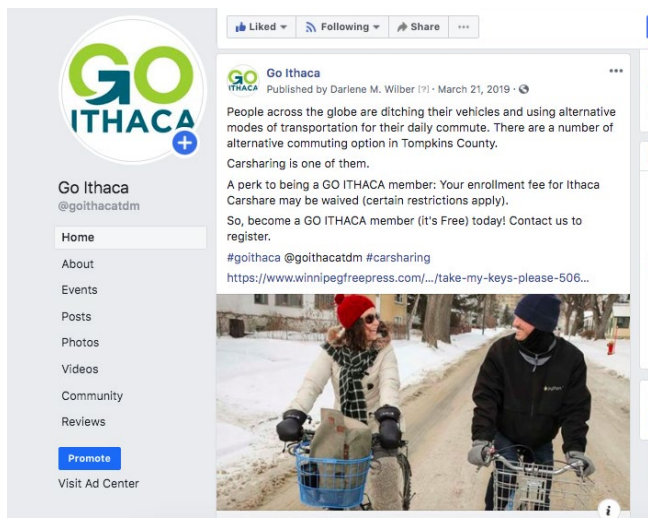 GO
ITHACA
Go Ithaca
@goithacatdm
Home
About
Events
Posts
Photos
Videos
Community
Reviews
Promote
Visit Ad Center
Liked
Following
Share
GO
ITHACA
Go Ithaca
Published by Darlene M. Wilber [?] · March 21, 2019 ·
People across the globe are ditching their vehicles and using alternative
modes of transportation for their daily commute. There are a number of
alternative commuting option in Tompkins County.
Carsharing is one of them.
A perk to being a GO ITHACA member: Your enrollment fee for Ithaca
Carshare may be waived (certain restrictions apply).
So, become a GO ITHACA member (it's Free) today! Contact us to
register.
#goithaca @goithacatdm #carsharing
https://www.winnipegfreepress.com/.../take-my-keys-please-506...
i